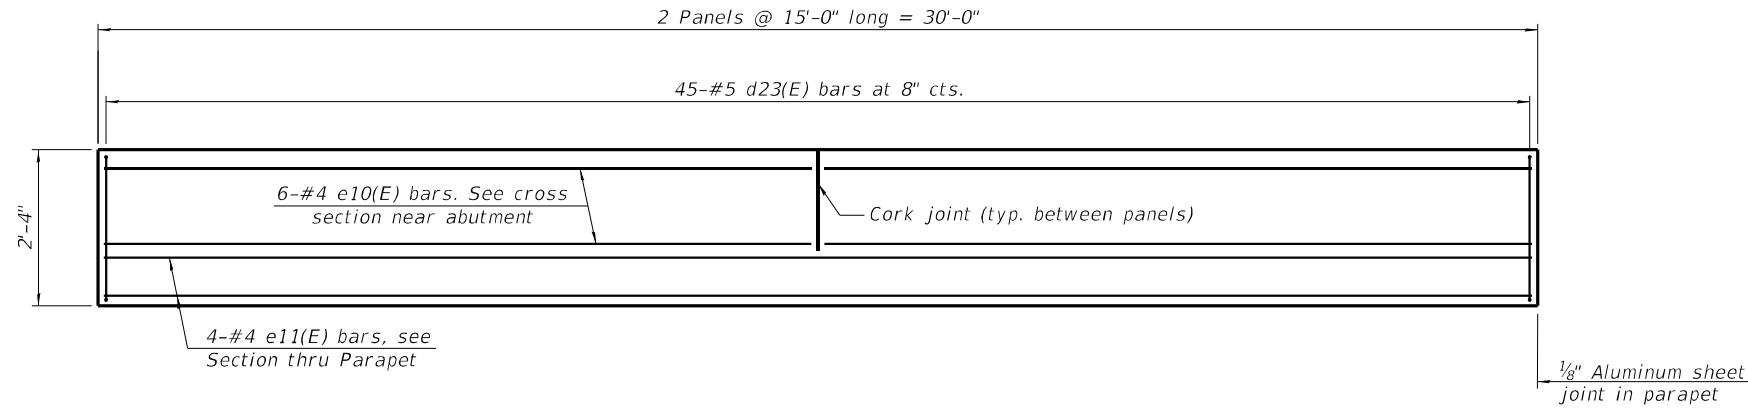 2 Panels @ 15'-0" long = 30'-0"
45-#5 d23(E) bars at 8" cts.
2'-4"
6-#4 e10(E) bars. See cross
section near abutment
Cork joint (typ. between panels)
4-#4 e11(E) bars, see
Section thru Parapet
⅛" Aluminum sheet
joint in parapet